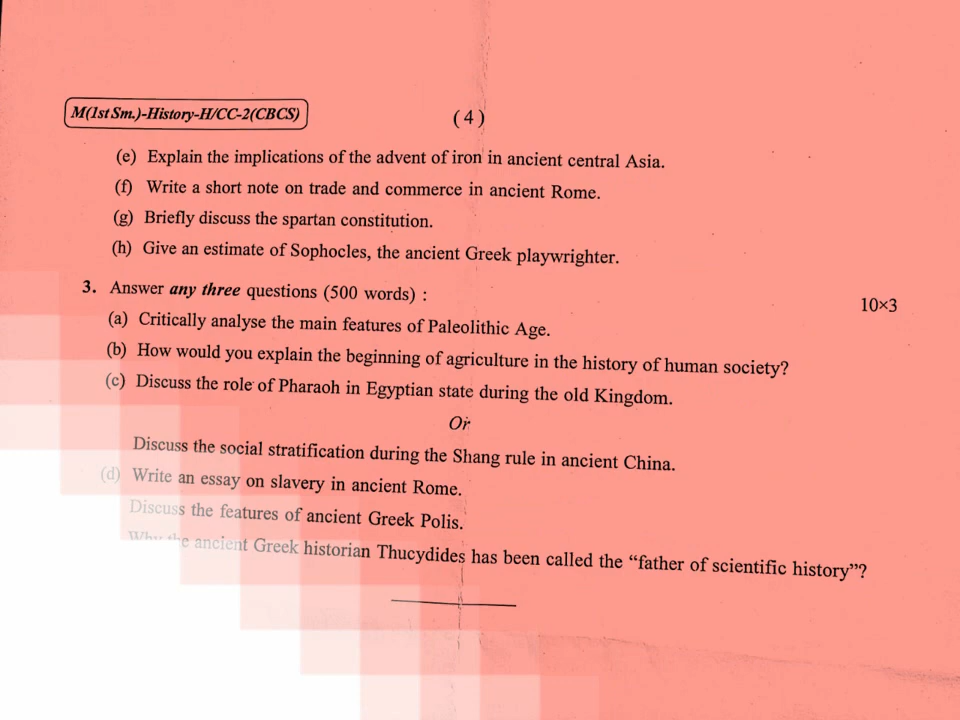 M(1st Sm.)-History-H/CC-2(CBCS)
(4)
(e) Explain the implications of the advent of iron in ancient central Asia.
(f) Write a short note on trade and commerce in ancient Rome.
(g) Briefly discuss the spartan constitution.
(h) Give an estimate of Sophocles, the ancient Greek playwrighter.
3. Answer any three questions (500 words) :
10×3
(a) Critically analyse the main features of Paleolithic Age.
(b) How would you explain the beginning of agriculture in the history of human society?
(c) Discuss the role of Pharaoh in Egyptian state during the old Kingdom.
Or
Discuss the social stratification during the Shang rule in ancient China.
(d) Write an essay on slavery in ancient Rome.
Discuss the features of ancient Greek Polis.
Why the ancient Greek historian Thucydides has been called the “father of scientific history”?